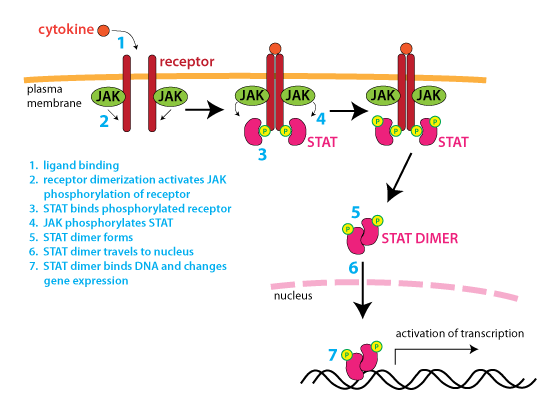 cytokine
1
receptor
plasma
membrane
JAK
JAK
2
JAK
JAK
4
P
P
STAT
3
JAK
JAK
P
P
P
P
STAT
1. ligand binding
2. receptor dimerization activates JAK
phosphorylation of receptor
3. STAT binds phosphorylated receptor
4. JAK phosphorylates STAT
5. STAT dimer forms
6. STAT dimer travels to nucleus
7. STAT dimer binds DNA and changes
gene expression
5
P
P
STAT DIMER
6
nucleus
activation of transcription
7
P
P